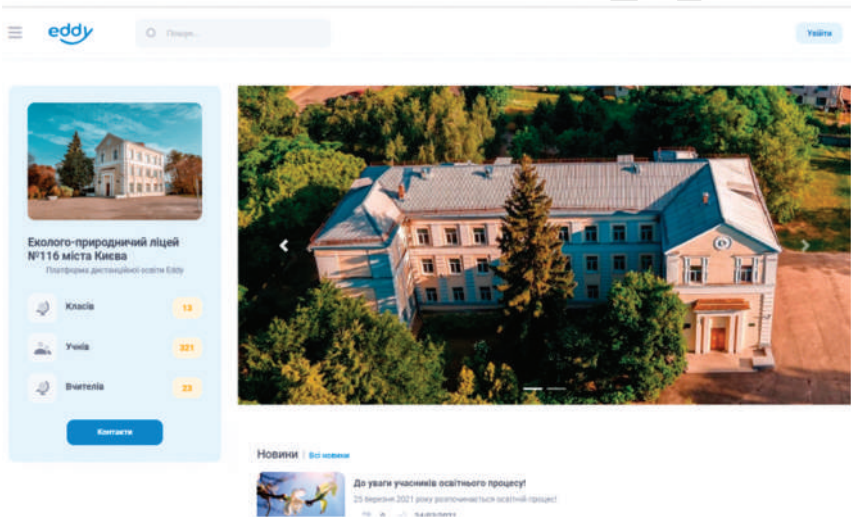 eddy
Пошук...
Увійти
Еколого-природничий ліцей
№116 міста Києва
Платформа дистанційної освіти Eddy
Класів 13
Учнів 321
Вчителів 23
Контакти
Новини | Всі новини
До уваги учасників освітнього процесу!
25 березня 2021 року розпочинається освітній процес!